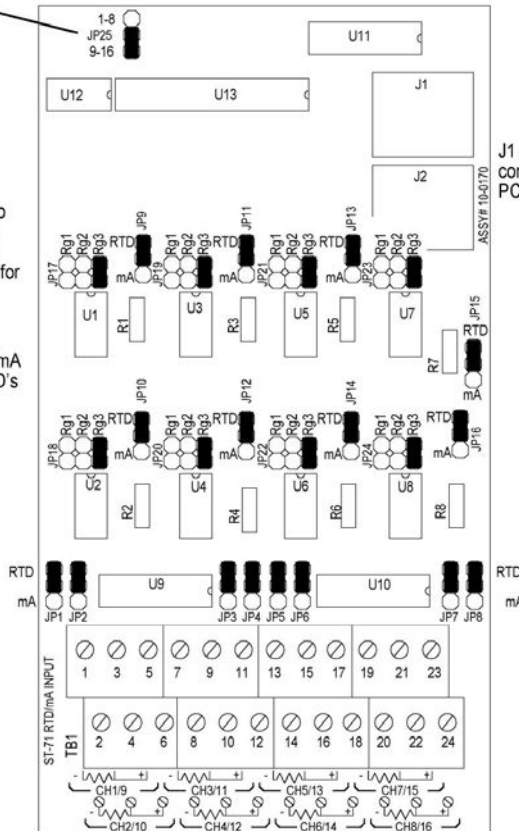 1-8
JP25
9-16
U11
U12
U13
J1
J2
ASSY# 10-0170
J1
for
mA
JP9
JP11
JP13
Rg1 Rg2 Rg3 RTD
Rg1 Rg2 Rg3 RTD
Rg1 Rg2 Rg3 RTD
Rg1 Rg2 Rg3
JP17 mA
JP19 mA
JP21 mA
JP23
U1 R1 U3 R3 U5 R5 U7 R7
JP15
RTD
mA
JP10
JP12
JP14
Rg1 Rg2 Rg3 RTD
Rg1 Rg2 Rg3 RTD
Rg1 Rg2 Rg3 RTD
Rg1 Rg2 Rg3 RTD
JP18 mA
JP20 mA
JP22 mA
JP24 mA
JP16
U2 R2 U4 R4 U6 R6 U8 R8
RTD U9 U10 RTD
mA JP1 JP2 JP3 JP4 JP5 JP6 JP7 JP8 mA
ST-71 RTD/mA INPUT
TB1
1 3 5 7 9 11 13 15 17 19 21 23
2 4 6 8 10 12 14 16 18 20 22 24
- + - + - + - +
CH1/9 CH3/11 CH5/13 CH7/15
- + - + - + - +
CH2/10 CH4/12 CH6/14 CH8/16